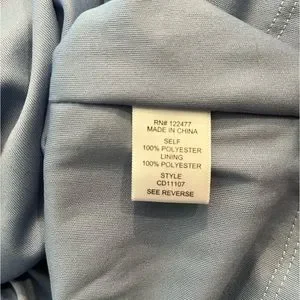 RN# 122477
MADE IN CHINA
SELF
100% POLYESTER
LINING
100% POLYESTER
STYLE
CD11107
SEE REVERSE